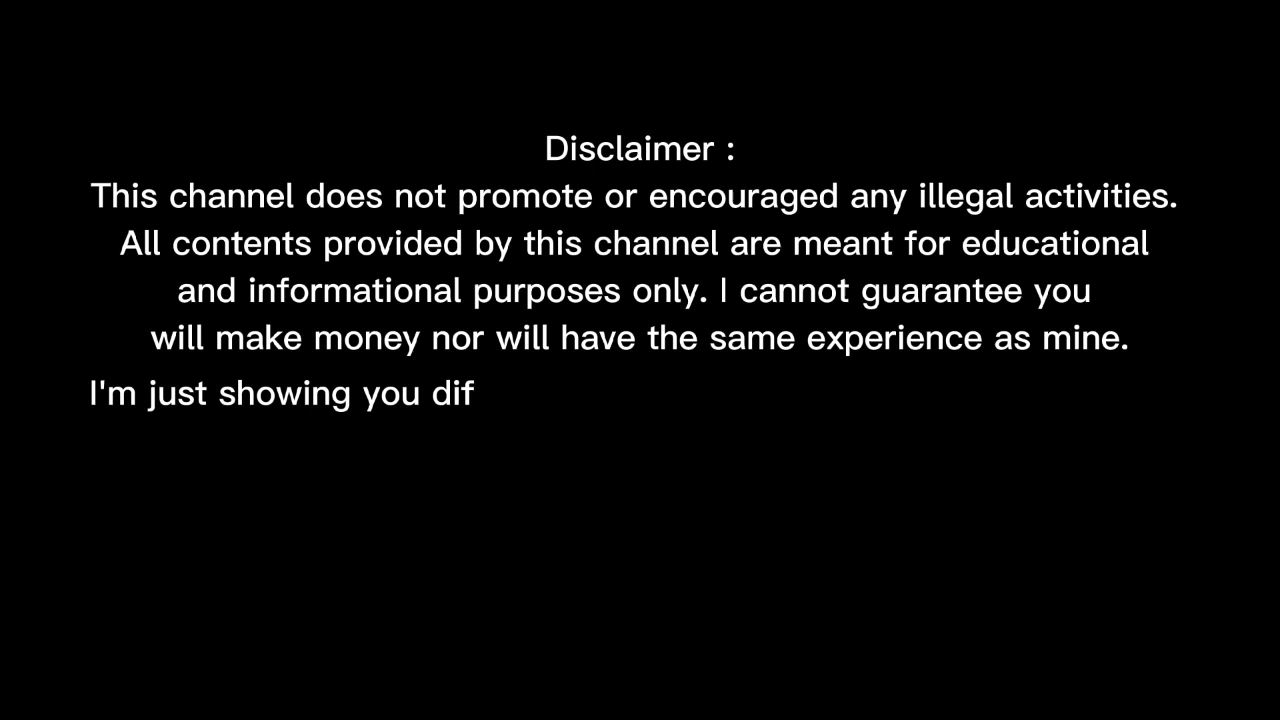 Disclaimer :
This channel does not promote or encouraged any illegal activities.
All contents provided by this channel are meant for educational
and informational purposes only. I cannot guarantee you
will make money nor will have the same experience as mine.
I'm just showing you dif